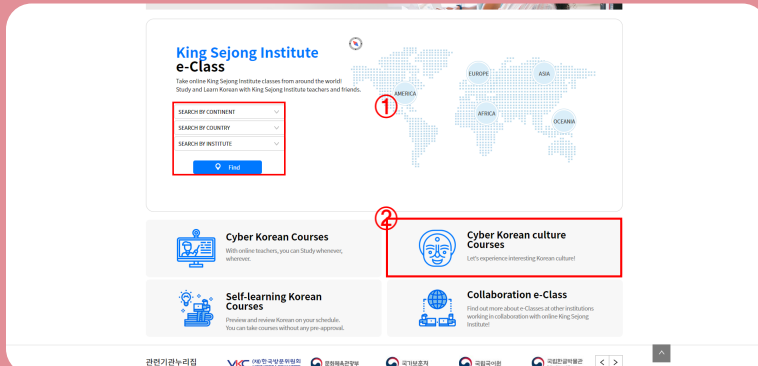 King Sejong Institute
e-Class
Take online King Sejong Institute classes from around the world!
Study and Learn Korean with King Sejong Institute teachers and friends.
①
SEARCH BY CONTINENT
SEARCH BY COUNTRY
SEARCH BY INSTITUTE
Find
AMERICA
EUROPE
ASIA
AFRICA
OCEANIA
②
Cyber Korean Courses
With online teachers, you can Study whenever,
wherever.
Cyber Korean culture
Courses
Let's experience interesting Korean culture!
Self-learning Korean
Courses
Preview and review Korean on your schedule.
You can take courses without any pre-approval.
Collaboration e-Class
Find out more about e-Classes at other institutions
working in collaboration with online King Sejong
Institute!
관련기관누리집
VKC (재)한국방문위원회
문화체육관광부
국가보훈처
국립국어원
국립한글박물관